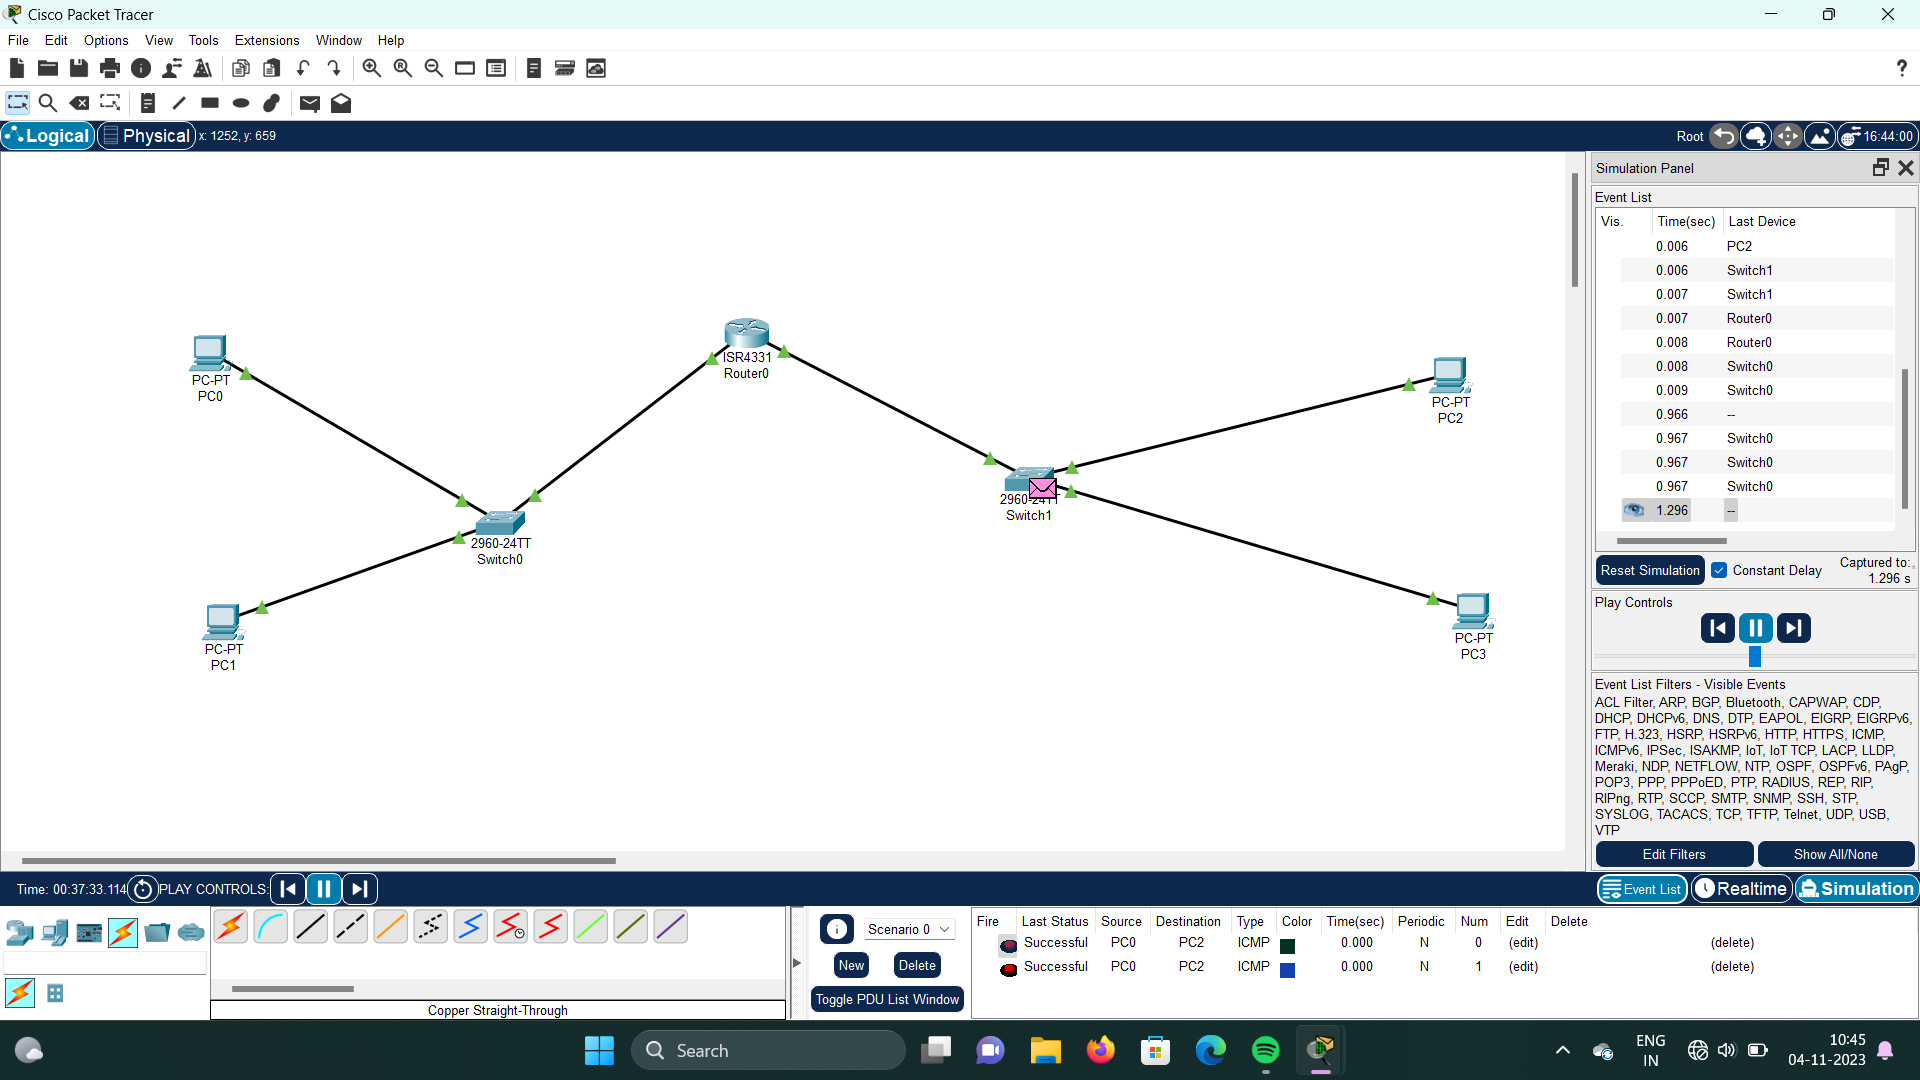 Cisco Packet Tracer
File Edit Options View Tools Extensions Window Help
?
Logical Physical x: 1252, y: 659 Root 16:44:00
Simulation Panel
Event List
Vis. Time(sec) Last Device
0.006 PC2
0.006 Switch1
0.007 Switch1
0.007 Router0
0.008 Router0
0.008 Switch0
0.009 Switch0
0.966 --
0.967 Switch0
0.967 Switch0
0.967 Switch0
1.296 --
Reset Simulation Constant Delay Captured to:
1.296 s
Play Controls
Event List Filters - Visible Events
ACL Filter, ARP, BGP, Bluetooth, CAPWAP, CDP,
DHCP, DHCPv6, DNS, DTP, EAPOL, EIGRP, EIGRPv6,
FTP, H.323, HSRP, HSRPv6, HTTP, HTTPS, ICMP,
ICMPv6, IPSec, ISAKMP, IoT, IoT TCP, LACP, LLDP,
Meraki, NDP, NETFLOW, NTP, OSPF, OSPFv6, PAgP,
POP3, PPP, PPPoED, PTP, RADIUS, REP, RIP,
RIPng, RTP, SCCP, SMTP, SNMP, SSH, STP,
SYSLOG, TACACS, TCP, TFTP, Telnet, UDP, USB,
VTP
Edit Filters Show All/None
ISR4331
Router0
PC-PT
PC0
PC-PT
PC2
2960-24TT
Switch1
2960-24TT
Switch0
PC-PT
PC1
PC-PT
PC3
Time: 00:37:33.114 PLAY CONTROLS: Event List Realtime Simulation
Scenario 0
New Delete
Toggle PDU List Window
Fire Last Status Source Destination Type Color Time(sec) Periodic Num Edit Delete
Successful PC0 PC2 ICMP 0.000 N 0 (edit) (delete)
Successful PC0 PC2 ICMP 0.000 N 1 (edit) (delete)
Copper Straight-Through
Search
ENG
IN
10:45
04-11-2023